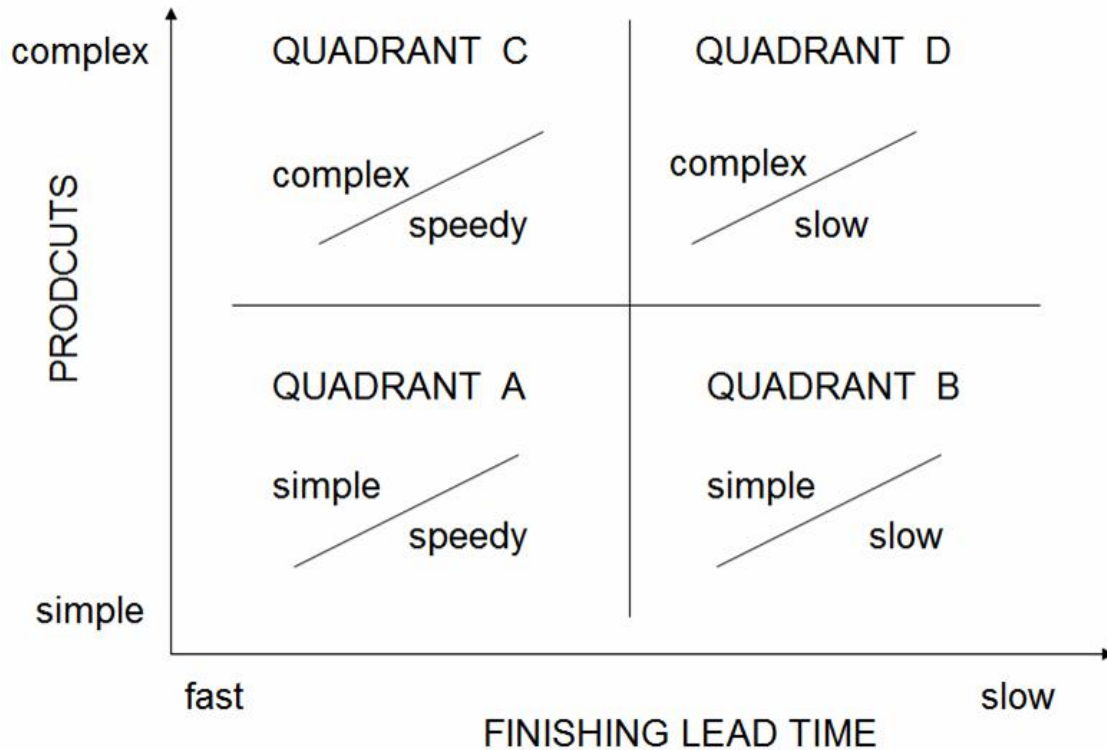 complex
QUADRANT C
QUADRANT D
complex
speedy
complex
slow
PRODCUTS
QUADRANT A
QUADRANT B
simple
speedy
simple
slow
simple
fast
slow
FINISHING LEAD TIME